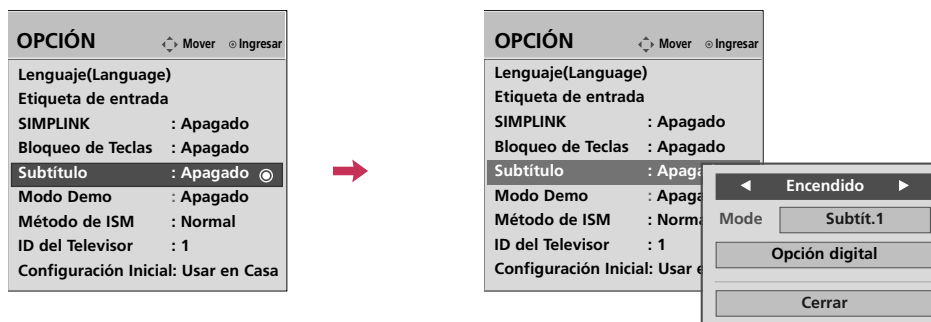 OPCIÓN Mover Ingresar
Lenguaje(Language)
Etiqueta de entrada
SIMPLINK : Apagado
Bloqueo de Teclas : Apagado
Subtítulo : Apagado
Modo Demo : Apagado
Método de ISM : Normal
ID del Televisor : 1
Configuración Inicial: Usar en Casa
OPCIÓN Mover Ingresar
Lenguaje(Language)
Etiqueta de entrada
SIMPLINK : Apagado
Bloqueo de Teclas : Apagado
Subtítulo :
Modo Demo :
Método de ISM :
ID del Televisor : 1
Configuración Inicial: Usar
Encendido
Mode Subtít.1
Opción digital
Cerrar